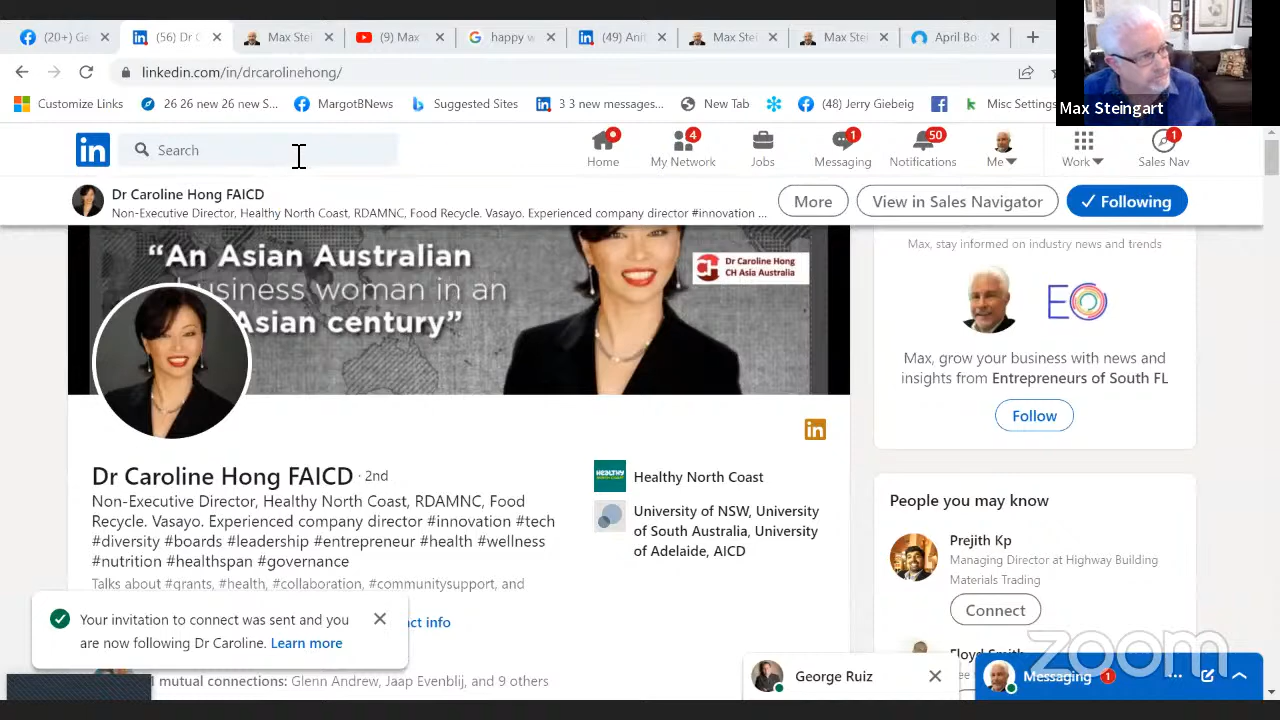 (20+) G
(56) Dr C
Max Stei
(9) Max
happy w
(49) Anit
Max Stei
Max Stei
April Bo
linkedin.com/in/drcarolinehong/
Customize Links
26 26 new 26 new S...
MargotBNews
Suggested Sites
3 3 new messages...
New Tab
(48) Jerry Giebeig
Misc Settings
Max Steingart
in
Search
Home
4
My Network
Jobs
1
Messaging
50
Notifications
Me
Work
1
Sales Nav
Dr Caroline Hong FAICD
Non-Executive Director, Healthy North Coast, RDAMNC, Food Recycle. Vasayo. Experienced company director #innovation ...
More
View in Sales Navigator
✓ Following
“An Asian Australian
business woman in an
Asian century”
CH
Dr Caroline Hong
CH Asia Australia
in
Dr Caroline Hong FAICD · 2nd
Non-Executive Director, Healthy North Coast, RDAMNC, Food
Recycle. Vasayo. Experienced company director #innovation #tech
#diversity #boards #leadership #entrepreneur #health #wellness
#nutrition #healthspan #governance
Talks about #grants, #health, #collaboration, #communitysupport, and
HEALTHY
Healthy North Coast
University of NSW, University
of South Australia, University
of Adelaide, AICD
Your invitation to connect was sent and you
are now following Dr Caroline. Learn more
info
mutual connections: Glenn Andrew, Jaap Evenblij, and 9 others
Max, stay informed on industry news and trends
EO
Max, grow your business with news and
insights from Entrepreneurs of South FL
Follow
People you may know
Prejith Kp
Managing Director at Highway Building
Materials Trading
Connect
Floyd Smith
zoom
George Ruiz
Messaging
1